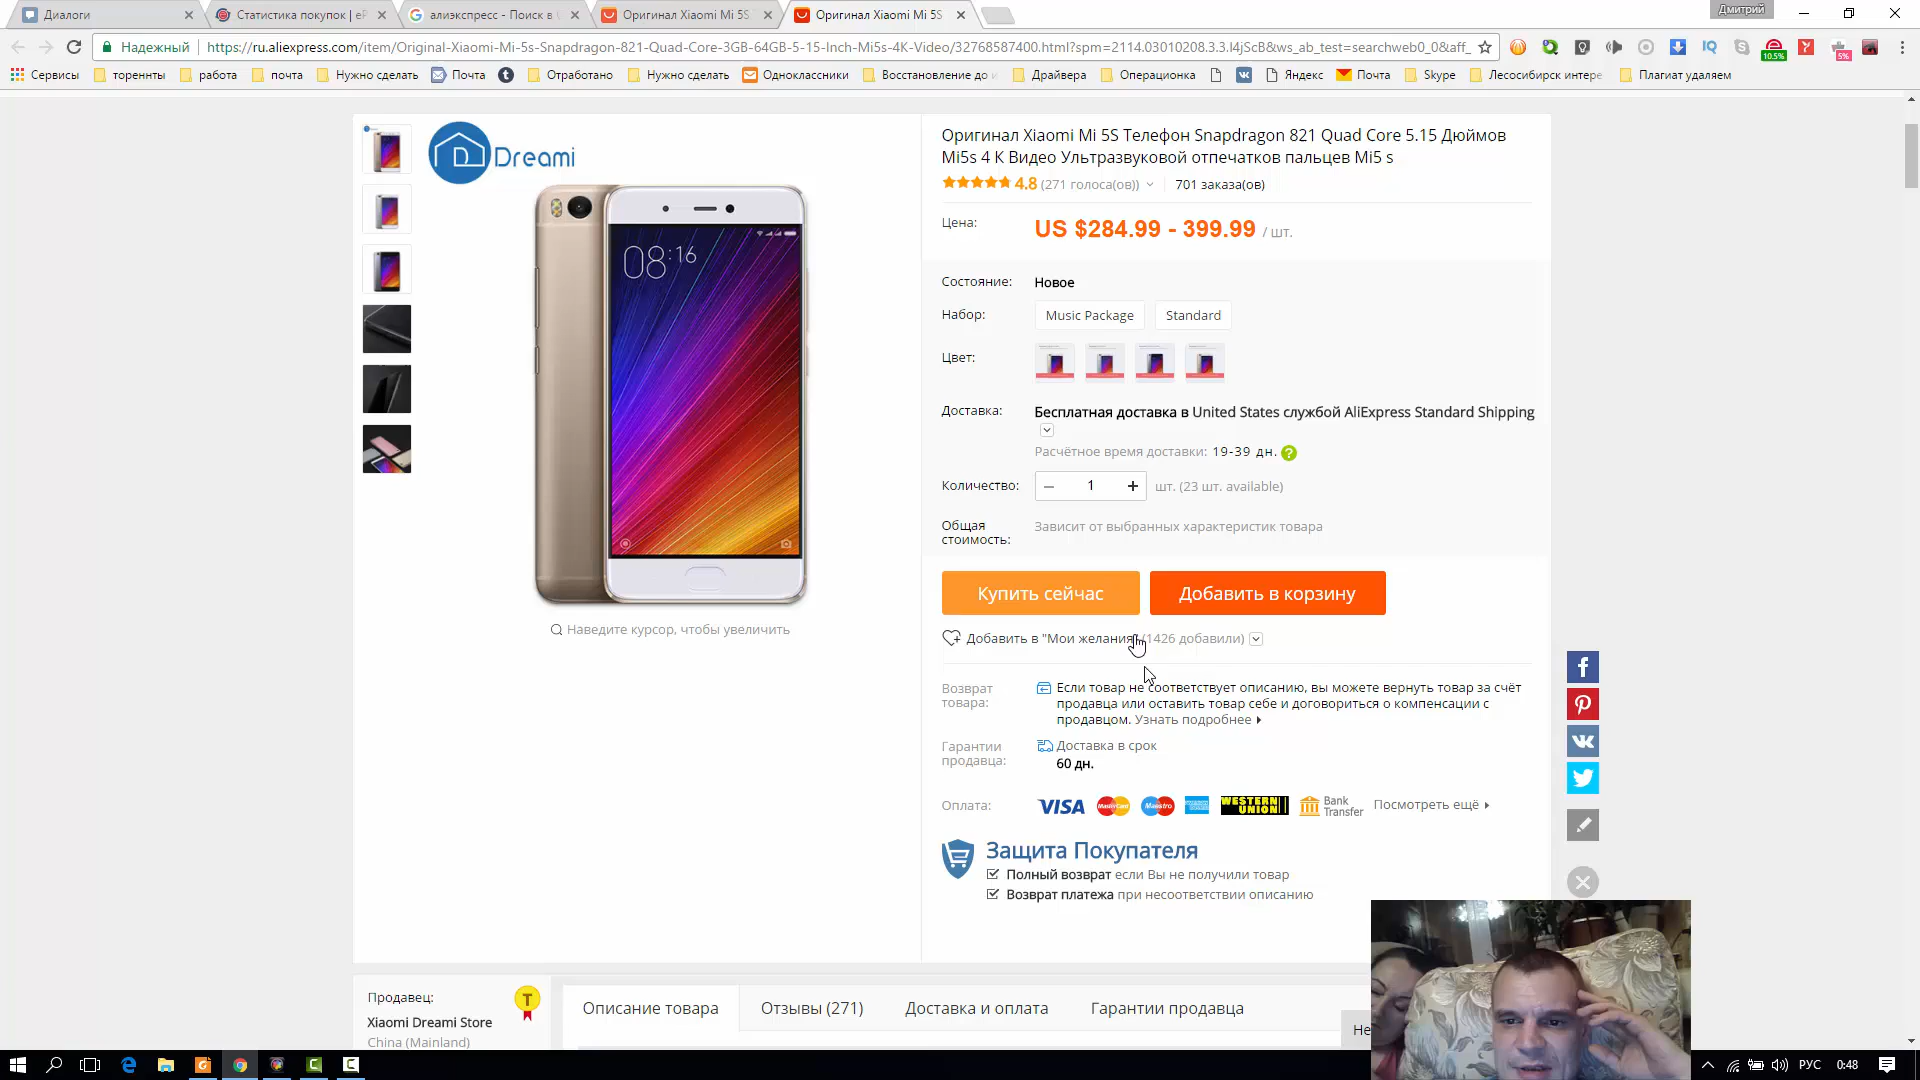 Диалоги
Статистика покупок | eP
алиэкспресс - Поиск в
Оригинал Xiaomi Mi 5S
Оригинал Xiaomi Mi 5S
Дмитрий
Надежный
https://ru.aliexpress.com/item/Original-Xiaomi-Mi-5s-Snapdragon-821-Quad-Core-3GB-64GB-5-15-Inch-Mi5s-4K-Video/32768587400.html?spm=2114.03010208.3.3.I4jScB&ws_ab_test=searchweb0_0&aff_
10.5%
5%
Сервисы
тореннты
работа
почта
Нужно сделать
Почта
Отработано
Нужно сделать
Одноклассники
Восстановление до
Драйвера
Операционка
Яндекс
Почта
Skype
Лесосибирск интере
Плагиат удаляем
Dreami
08:16
Наведите курсор, чтобы увеличить
Оригинал Xiaomi Mi 5S Телефон Snapdragon 821 Quad Core 5.15 Дюймов
Mi5s 4 К Видео Ультразвуковой отпечатков пальцев Mi5 s
4.8 (271 голоса(ов)) 701 заказа(ов)
Цена: US $284.99 - 399.99 / шт.
Состояние: Новое
Набор: Music Package Standard
Цвет:
Доставка: Бесплатная доставка в United States службой AliExpress Standard Shipping
Расчётное время доставки: 19-39 дн. ?
Количество: − 1 + шт. (23 шт. available)
Общая стоимость: Зависит от выбранных характеристик товара
Купить сейчас
Добавить в корзину
Добавить в "Мои желания" (1426 добавили)
Возврат товара: Если товар не соответствует описанию, вы можете вернуть товар за счёт
продавца или оставить товар себе и договориться о компенсации с
продавцом. Узнать подробнее
Гарантии продавца: Доставка в срок
60 дн.
Оплата: VISA MasterCard Maestro WESTERN UNION Bank Transfer Посмотреть ещё
Защита Покупателя
Полный возврат если Вы не получили товар
Возврат платежа при несоответствии описанию
Продавец:
Xiaomi Dreami Store
China (Mainland)
T
Описание товара
Отзывы (271)
Доставка и оплата
Гарантии продавца
Не
РУС
0:48